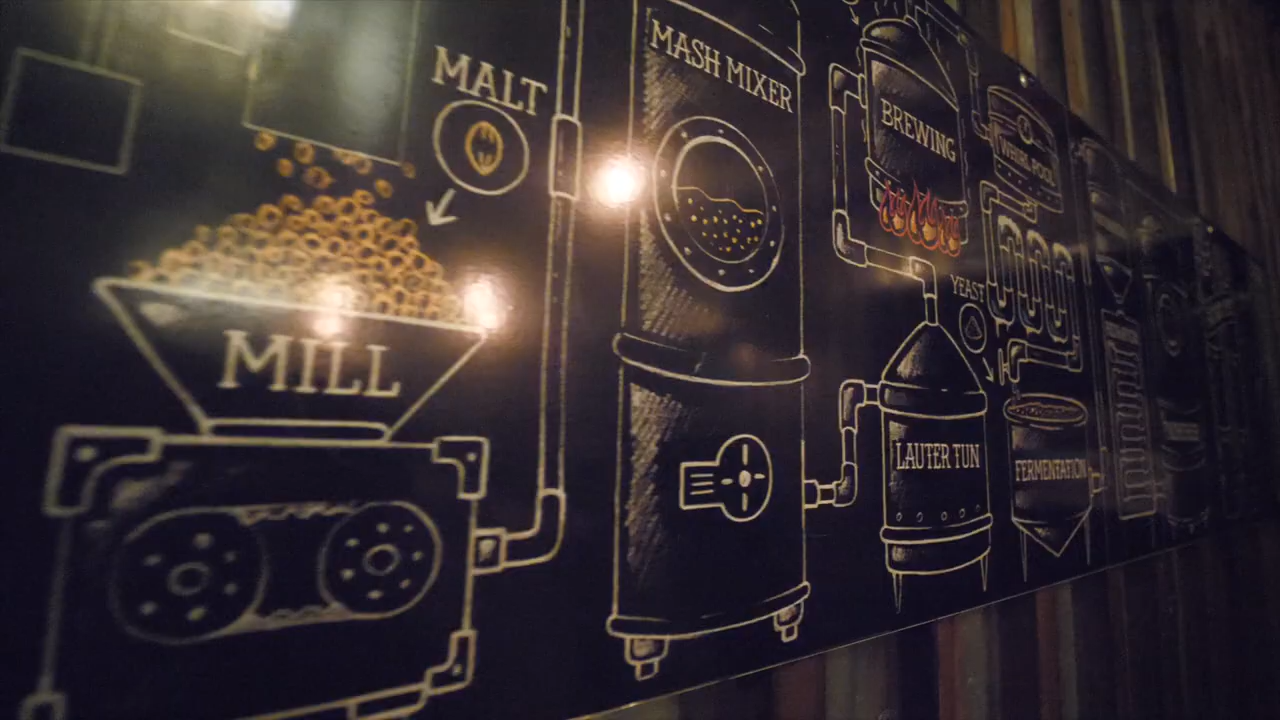 MALT
MILL
MASH MIXER
BREWING
LAUTER TUN
WHIRLPOOL
YEAST
FERMENTATION